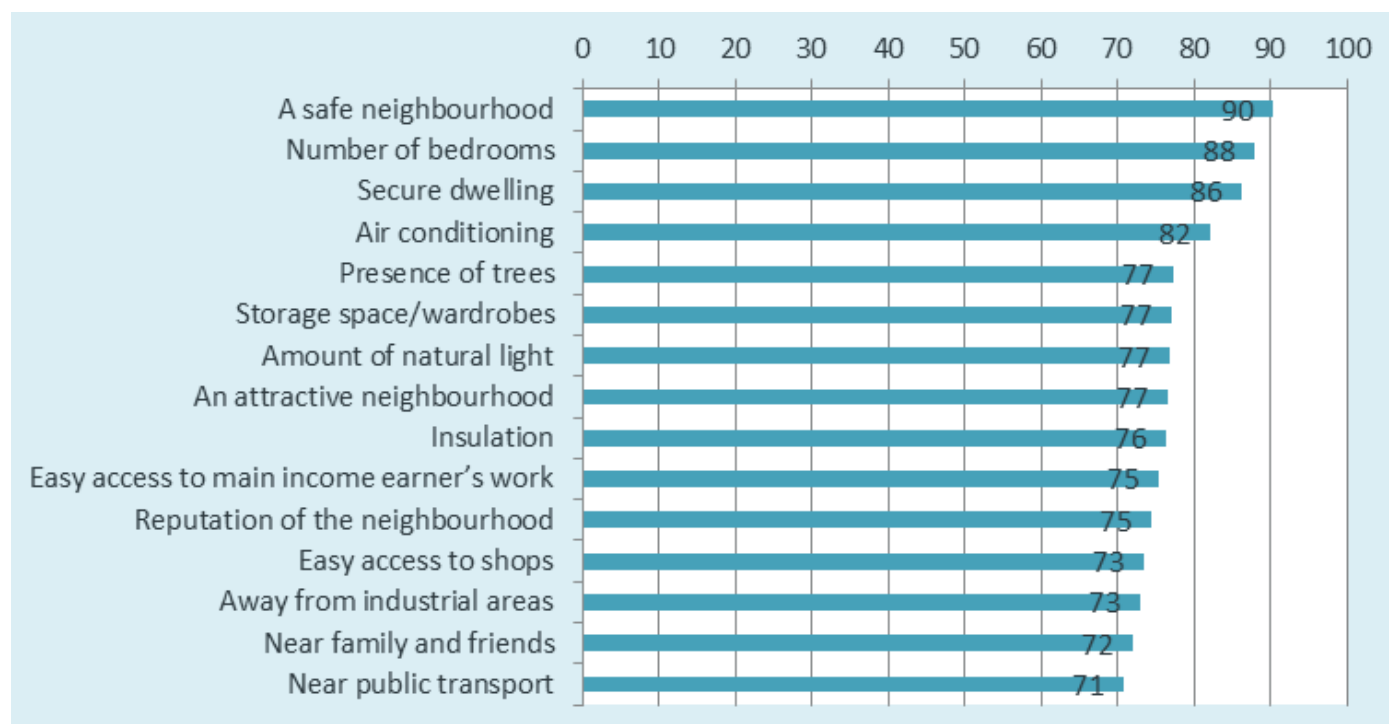 0 10 20 30 40 50 60 70 80 90 100
A safe neighbourhood 90
Number of bedrooms 88
Secure dwelling 86
Air conditioning 82
Presence of trees 77
Storage space/wardrobes 77
Amount of natural light 77
An attractive neighbourhood 77
Insulation 76
Easy access to main income earner’s work 75
Reputation of the neighbourhood 75
Easy access to shops 73
Away from industrial areas 73
Near family and friends 72
Near public transport 71